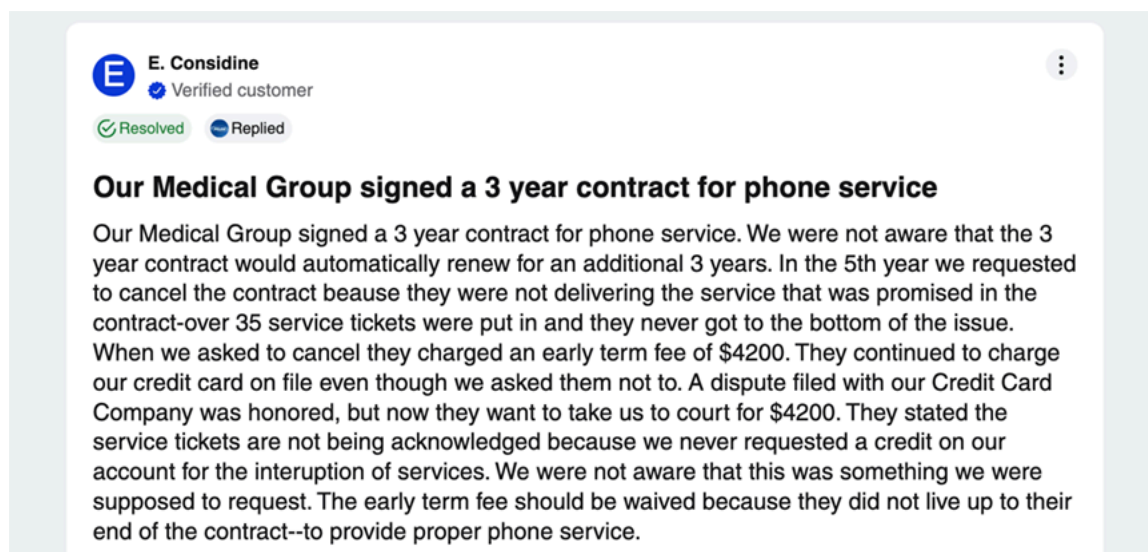 E
E. Considine
Verified customer
Resolved Replied
Our Medical Group signed a 3 year contract for phone service
Our Medical Group signed a 3 year contract for phone service. We were not aware that the 3
year contract would automatically renew for an additional 3 years. In the 5th year we requested
to cancel the contract beause they were not delivering the service that was promised in the
contract-over 35 service tickets were put in and they never got to the bottom of the issue.
When we asked to cancel they charged an early term fee of $4200. They continued to charge
our credit card on file even though we asked them not to. A dispute filed with our Credit Card
Company was honored, but now they want to take us to court for $4200. They stated the
service tickets are not being acknowledged because we never requested a credit on our
account for the interuption of services. We were not aware that this was something we were
supposed to request. The early term fee should be waived because they did not live up to their
end of the contract--to provide proper phone service.